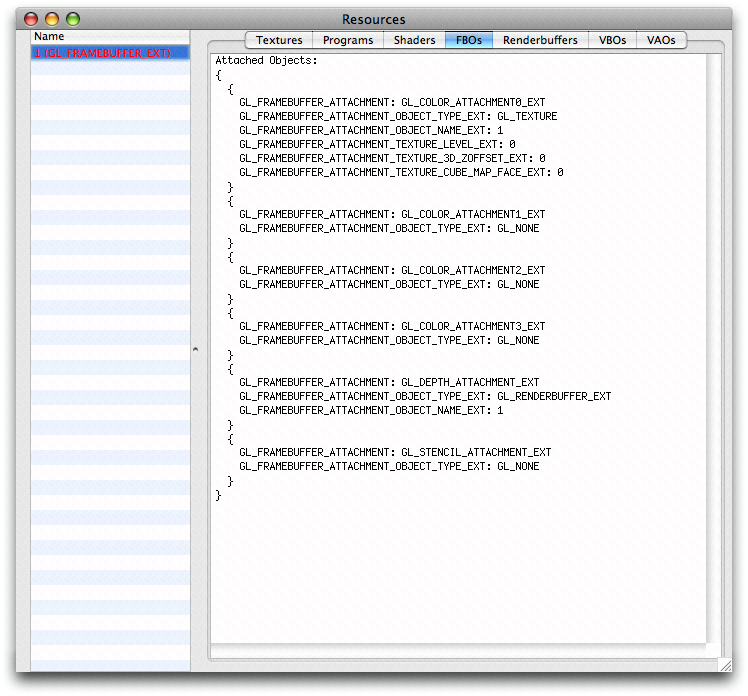 Resources
Name
Textures Programs Shaders FBOs Renderbuffers VBOs VAOs
1 (GL_FRAMEBUFFER_EXT)
Attached Objects:
{
{
GL_FRAMEBUFFER_ATTACHMENT: GL_COLOR_ATTACHMENT0_EXT
GL_FRAMEBUFFER_ATTACHMENT_OBJECT_TYPE_EXT: GL_TEXTURE
GL_FRAMEBUFFER_ATTACHMENT_OBJECT_NAME_EXT: 1
GL_FRAMEBUFFER_ATTACHMENT_TEXTURE_LEVEL_EXT: 0
GL_FRAMEBUFFER_ATTACHMENT_TEXTURE_3D_ZOFFSET_EXT: 0
GL_FRAMEBUFFER_ATTACHMENT_TEXTURE_CUBE_MAP_FACE_EXT: 0
}
{
GL_FRAMEBUFFER_ATTACHMENT: GL_COLOR_ATTACHMENT1_EXT
GL_FRAMEBUFFER_ATTACHMENT_OBJECT_TYPE_EXT: GL_NONE
}
{
GL_FRAMEBUFFER_ATTACHMENT: GL_COLOR_ATTACHMENT2_EXT
GL_FRAMEBUFFER_ATTACHMENT_OBJECT_TYPE_EXT: GL_NONE
}
{
GL_FRAMEBUFFER_ATTACHMENT: GL_COLOR_ATTACHMENT3_EXT
GL_FRAMEBUFFER_ATTACHMENT_OBJECT_TYPE_EXT: GL_NONE
}
{
GL_FRAMEBUFFER_ATTACHMENT: GL_DEPTH_ATTACHMENT_EXT
GL_FRAMEBUFFER_ATTACHMENT_OBJECT_TYPE_EXT: GL_RENDERBUFFER_EXT
GL_FRAMEBUFFER_ATTACHMENT_OBJECT_NAME_EXT: 1
}
{
GL_FRAMEBUFFER_ATTACHMENT: GL_STENCIL_ATTACHMENT_EXT
GL_FRAMEBUFFER_ATTACHMENT_OBJECT_TYPE_EXT: GL_NONE
}
}